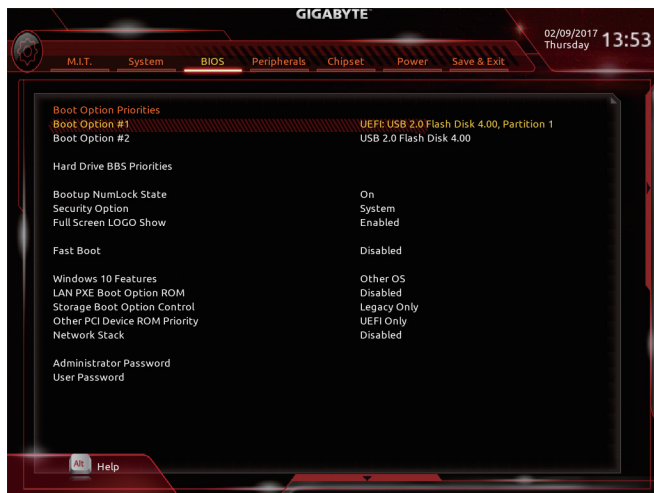 GIGABYTE™
02/09/2017 13:53
Thursday
M.I.T. System BIOS Peripherals Chipset Power Save & Exit
Boot Option Priorities
Boot Option #1 UEFI: USB 2.0 Flash Disk 4.00, Partition 1
Boot Option #2 USB 2.0 Flash Disk 4.00
Hard Drive BBS Priorities
Bootup NumLock State On
Security Option System
Full Screen LOGO Show Enabled
Fast Boot Disabled
Windows 10 Features Other OS
LAN PXE Boot Option ROM Disabled
Storage Boot Option Control Legacy Only
Other PCI Device ROM Priority UEFI Only
Network Stack Disabled
Administrator Password
User Password
Alt Help